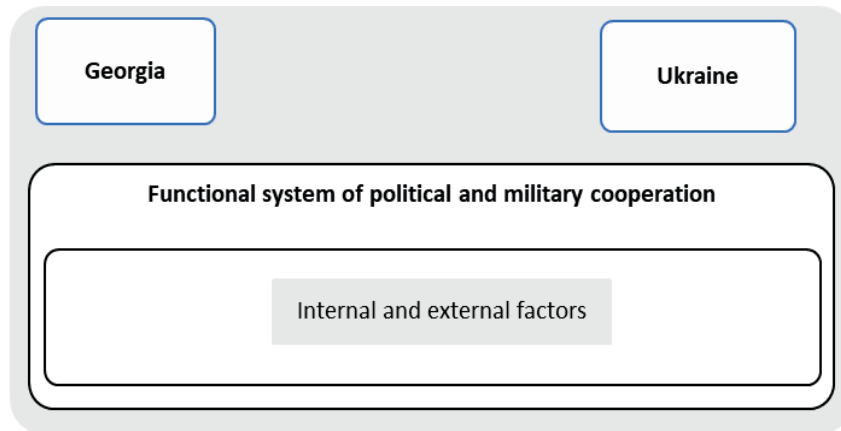 Georgia
Ukraine
Functional system of political and military cooperation
Internal and external factors